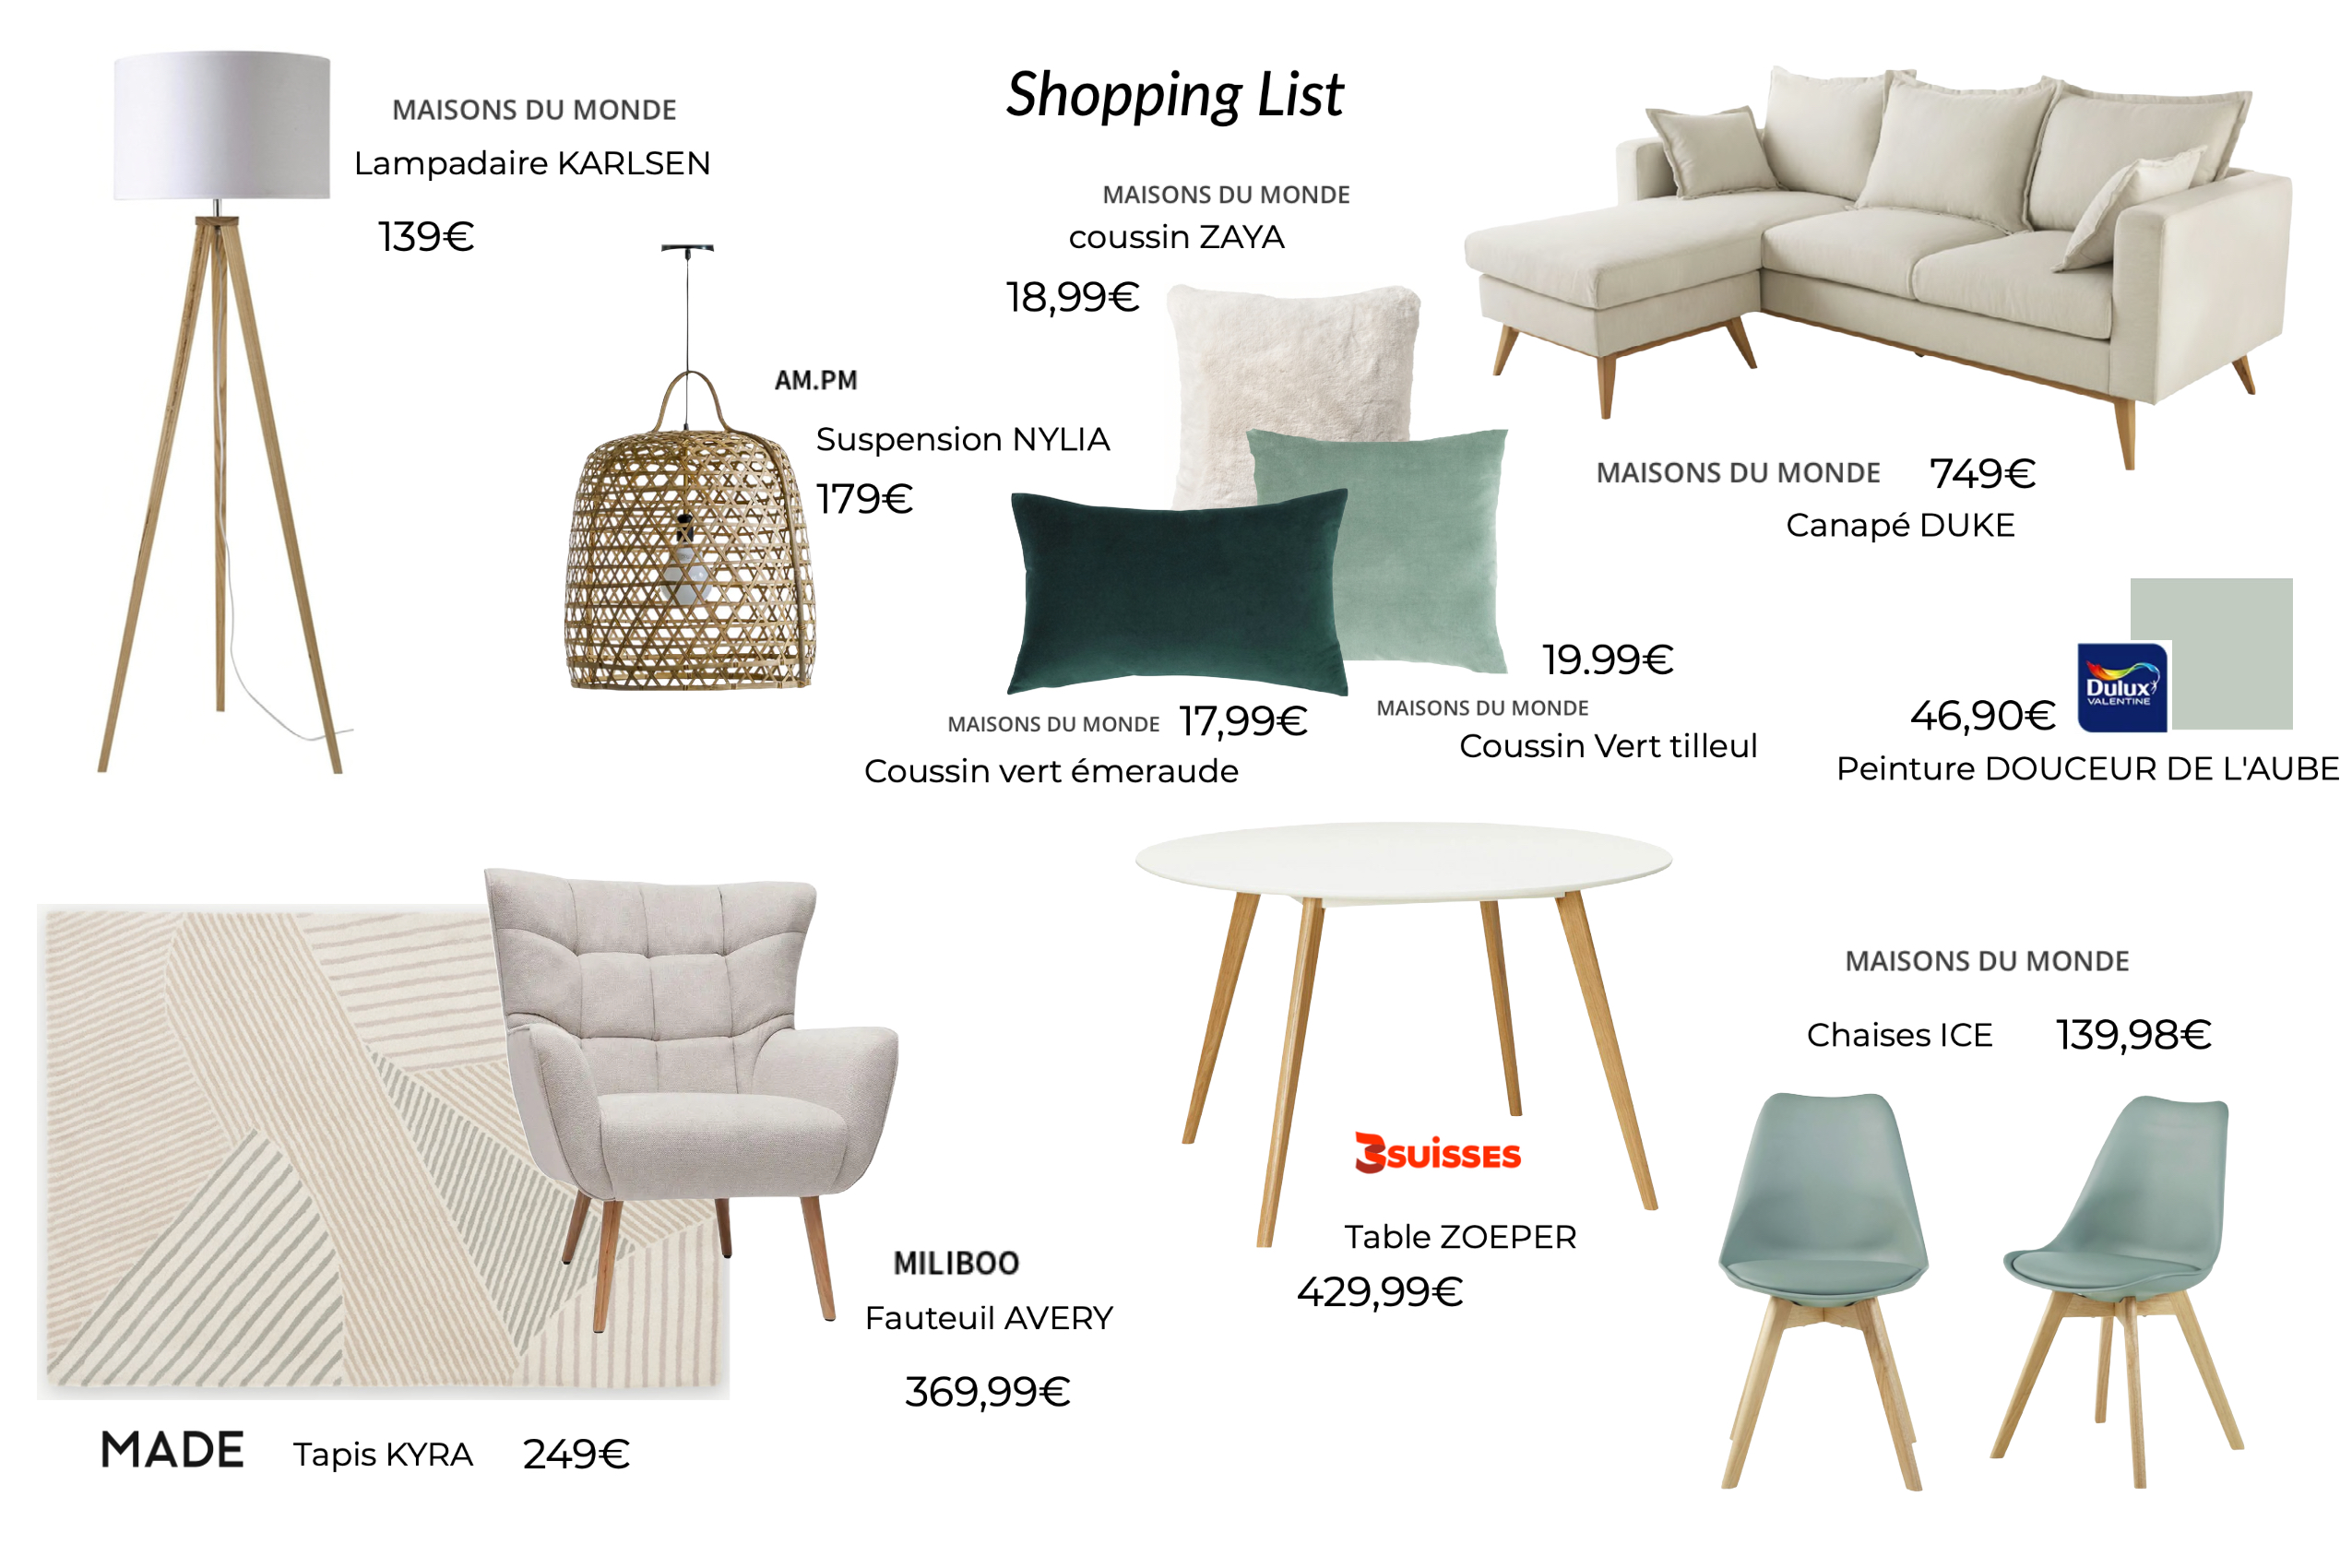 Shopping List
MAISONS DU MONDE
Lampadaire KARLSEN
139€
AM.PM
Suspension NYLIA
179€
MAISONS DU MONDE
coussin ZAYA
18,99€
MAISONS DU MONDE 17,99€
Coussin vert émeraude
19.99€
MAISONS DU MONDE
Coussin Vert tilleul
MAISONS DU MONDE 749€
Canapé DUKE
46,90€
Dulux
VALENTINE
Peinture DOUCEUR DE L'AUBE
MADE Tapis KYRA 249€
MILIBOO
Fauteuil AVERY
369,99€
3SUISSES
Table ZOEPER
429,99€
MAISONS DU MONDE
Chaises ICE 139,98€